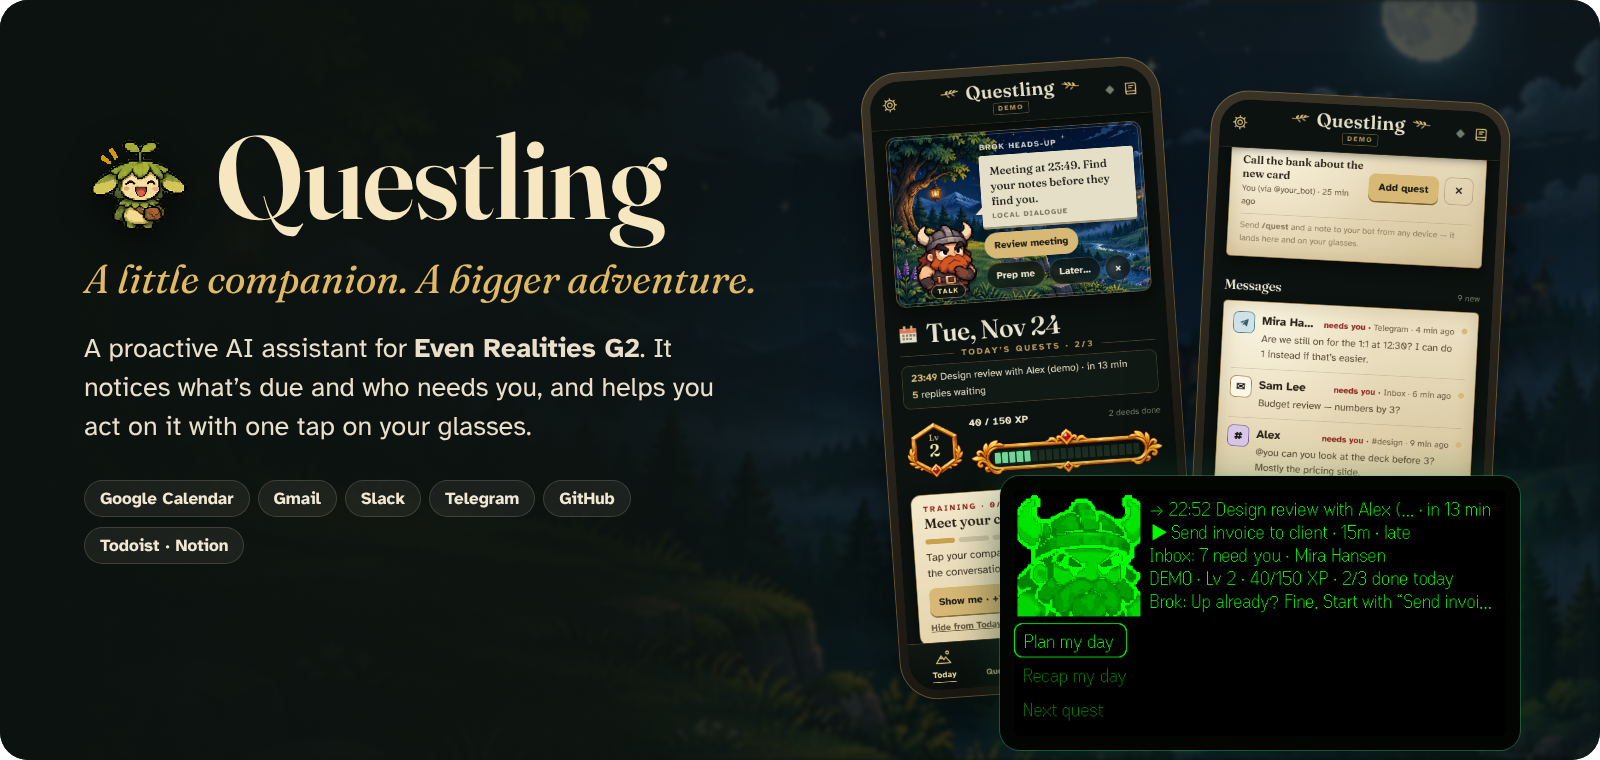 Questling
A little companion. A bigger adventure.
A proactive AI assistant for Even Realities G2. It
notices what’s due and who needs you, and helps you
act on it with one tap on your glasses.
Google Calendar
Gmail
Slack
Telegram
GitHub
Todoist · Notion
Questling
DEMO
BROK HEADS-UP
Meeting at 23:49. Find
your notes before they
find you.
LOCAL DIALOGUE
Review meeting
Prep me
Later...
×
TALK
Tue, Nov 24
TODAY'S QUESTS · 2/3
23:49 Design review with Alex (demo) · in 13 min
5 replies waiting
Lv
2
40 / 150 XP
2 deeds done
TRAINING · 0/
Meet your c
Tap your compa
the conversatio
Show me · +
Hide from Today
Today
Que
Questling
DEMO
Call the bank about the
new card
You (via @your_bot) · 25 min
ago
Add quest
×
Send /quest and a note to your bot from any device — it
lands here and on your glasses.
Messages
9 new
Mira Ha...
needs you · Telegram · 4 min ago
Are we still on for the 1:1 at 12:30? I can do
1 instead if that's easier.
Sam Lee
needs you · Inbox · 6 min ago
Budget review — numbers by 3?
#
Alex
needs you · #design · 9 min ago
@you can you look at the deck before 3?
Mostly the pricing slide.
→ 22:52 Design review with Alex (... · in 13 min
▶ Send invoice to client · 15m · late
Inbox: 7 need you · Mira Hansen
DEMO · Lv 2 · 40/150 XP · 2/3 done today
Brok: Up already? Fine. Start with “Send invoi...
Plan my day
Recap my day
Next quest